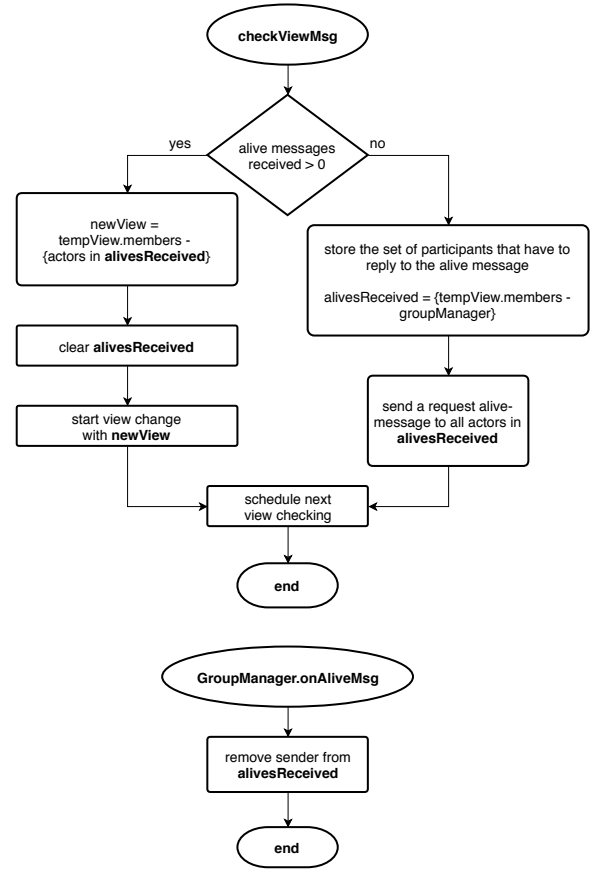 checkViewMsg
alive messages
received > 0
yes
no
newView =
tempView.members -
{actors in alivesReceived}
store the set of participants that have to
reply to the alive message
alivesReceived = {tempView.members -
groupManager}
clear alivesReceived
send a request alive-
message to all actors in
alivesReceived
start view change
with newView
schedule next
view checking
end
GroupManager.onAliveMsg
remove sender from
alivesReceived
end